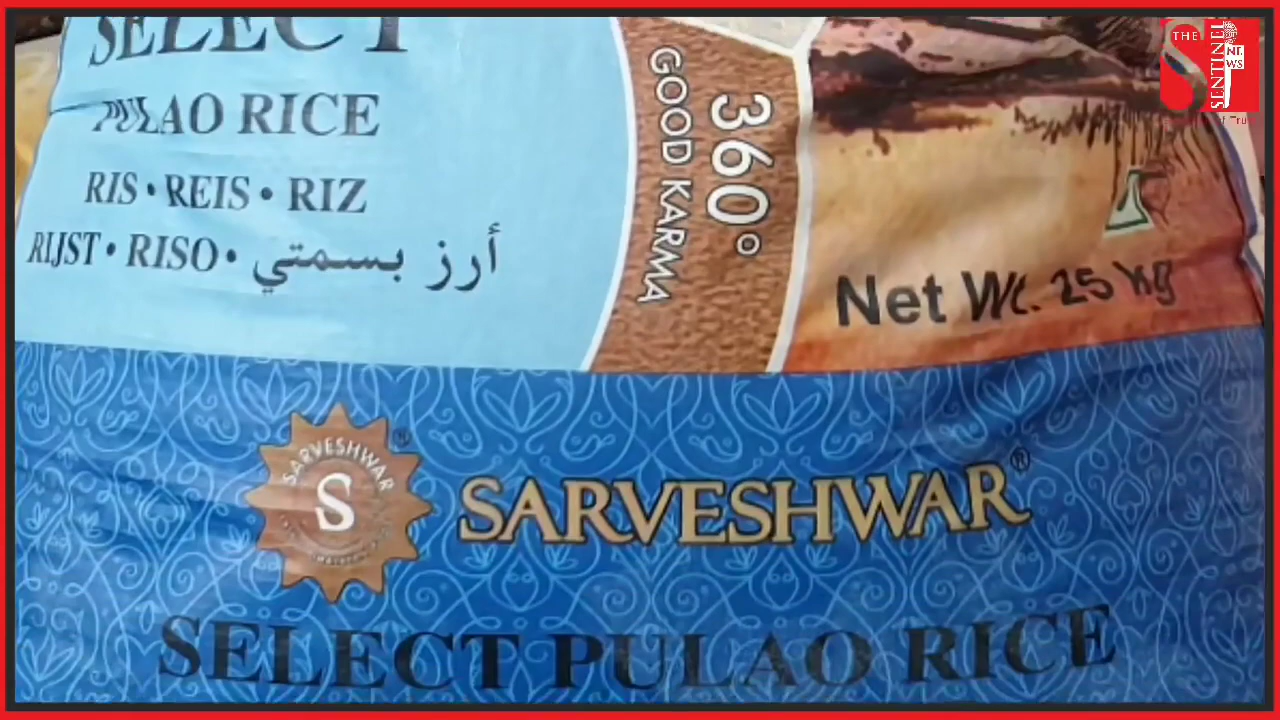 SELECT
PULAO RICE
RIS • REIS • RIZ
RIJST • RISO • أرز بسمتي
360°
GOOD KARMA
Net Wt. 25 kg
THE
SENTINEL
NEWS
SARVESHWAR
S
SARVESHWAR®
SELECT PULAO RICE